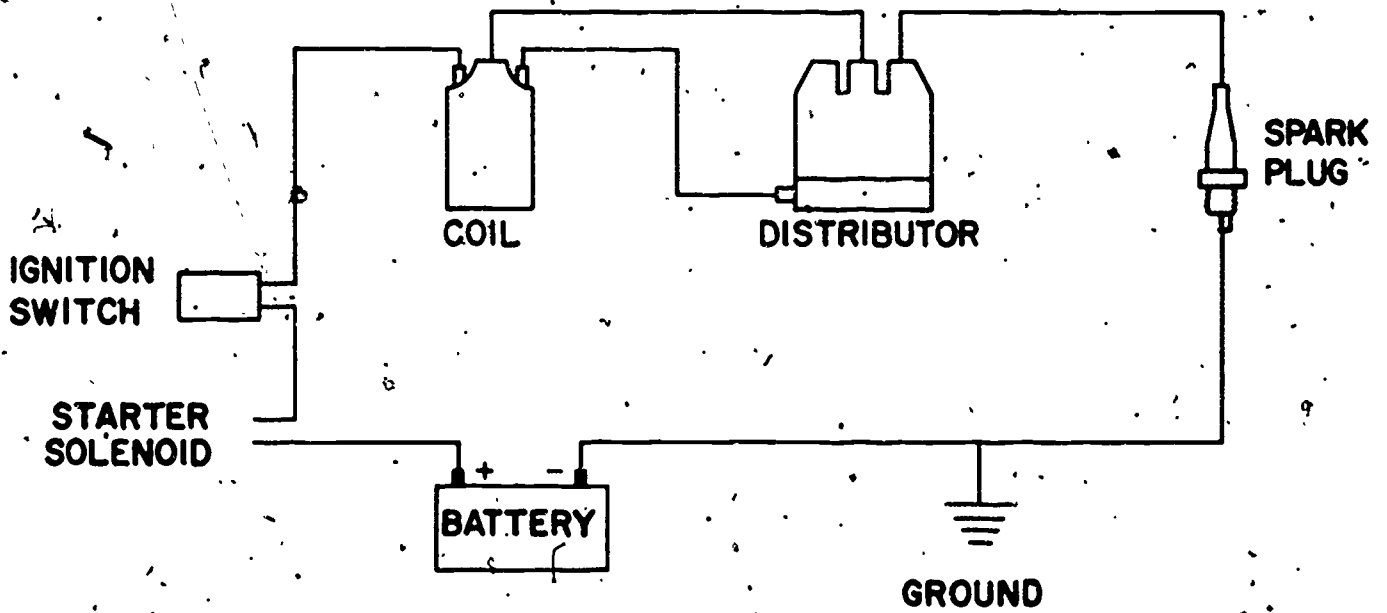 SPARK
PLUG
COIL
DISTRIBUTOR
IGNITION
SWITCH
STARTER
SOLENOID
+ -
BATTERY
GROUND